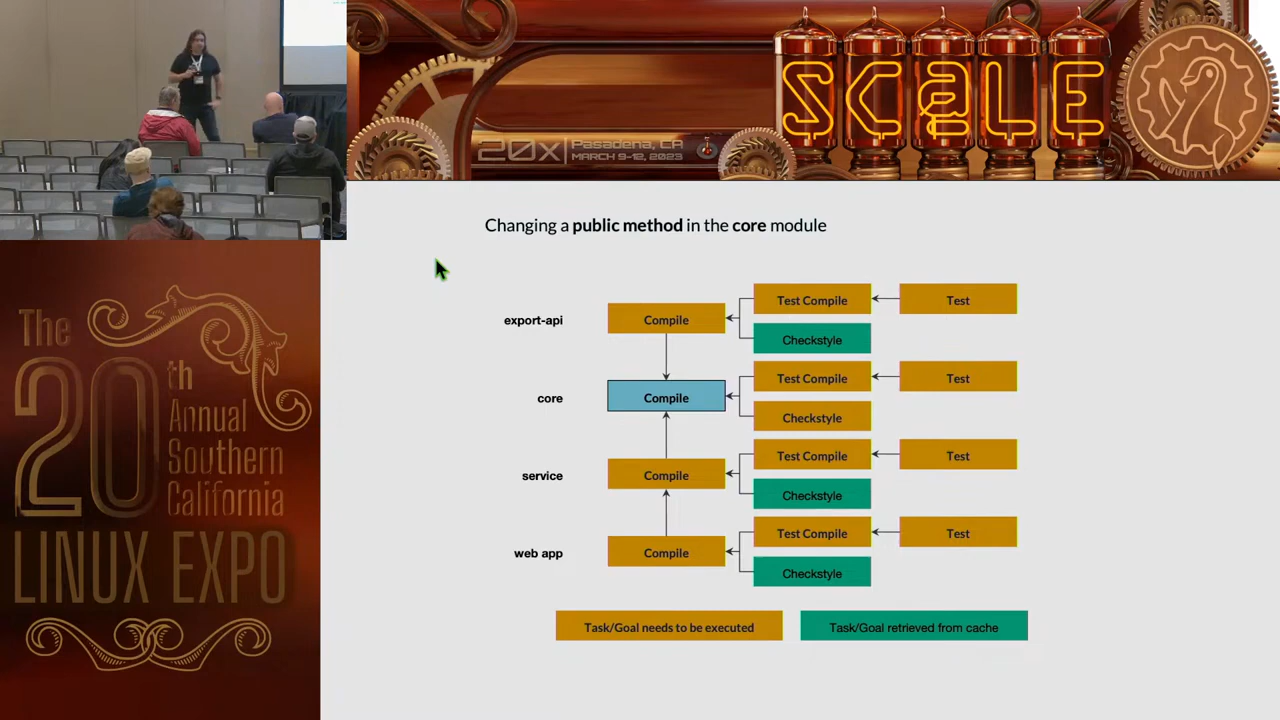 SCaLE
20x
Pasadena, CA
MARCH 9-12, 2023
The
20th
Annual
Southern
California
LINUX EXPO
Changing a public method in the core module
export-api
Compile
Test Compile
Test
Checkstyle
core
Compile
Test Compile
Test
Checkstyle
service
Compile
Test Compile
Test
Checkstyle
web app
Compile
Test Compile
Test
Checkstyle
Task/Goal needs to be executed
Task/Goal retrieved from cache